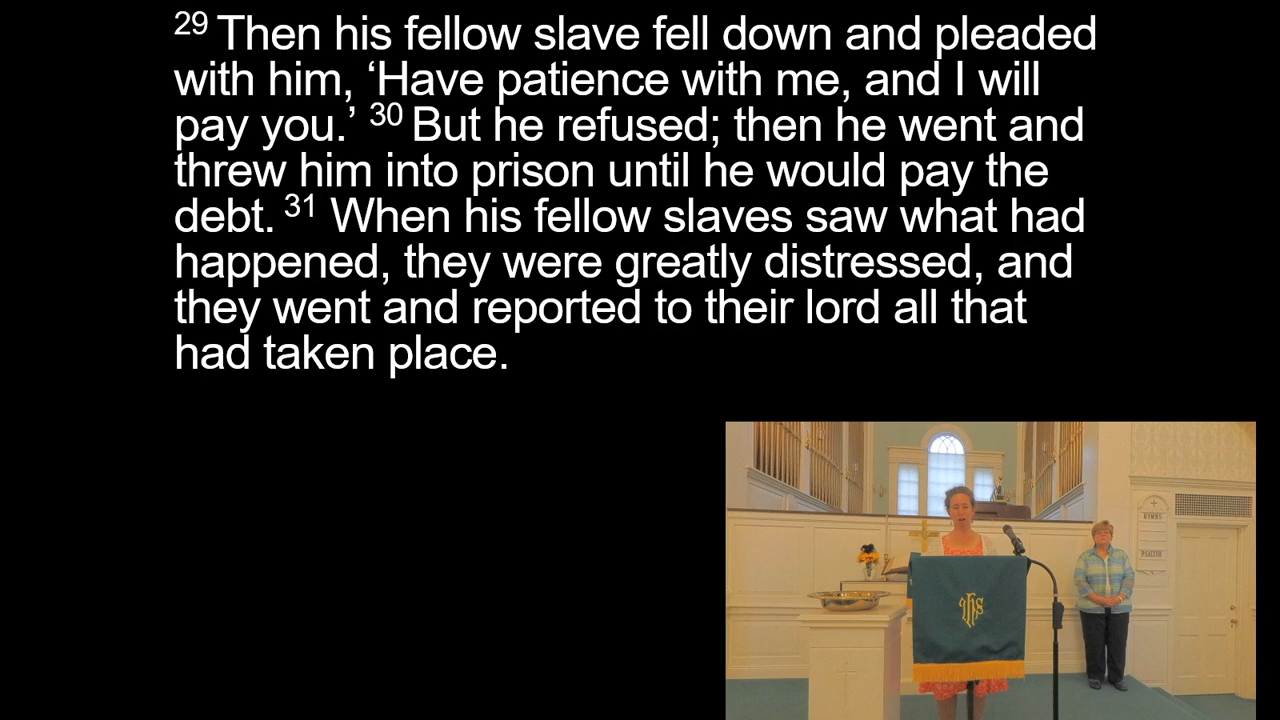 29 Then his fellow slave fell down and pleaded
with him, ‘Have patience with me, and I will
pay you.’ 30 But he refused; then he went and
threw him into prison until he would pay the
debt. 31 When his fellow slaves saw what had
happened, they were greatly distressed, and
they went and reported to their lord all that
had taken place.
HYMNS
PSALTER
IHS